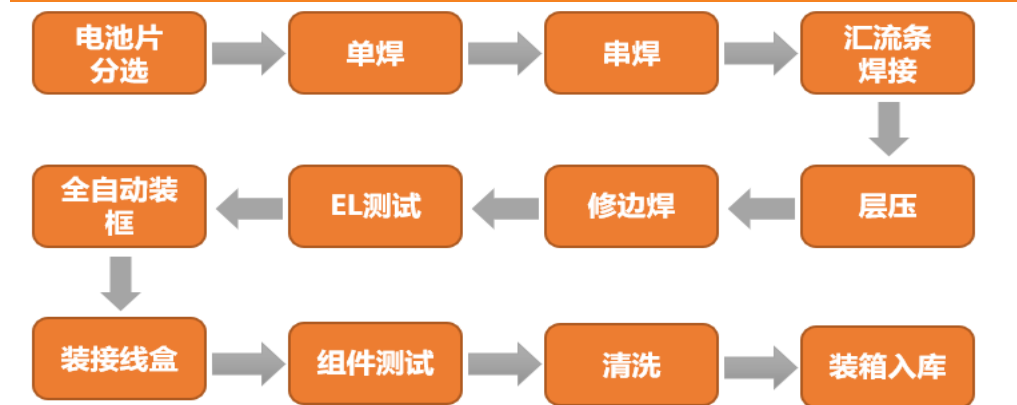 电池片
分选
单焊
串焊
汇流条
焊接
层压
修边焊
EL测试
全自动装
框
装接线盒
组件测试
清洗
装箱入库